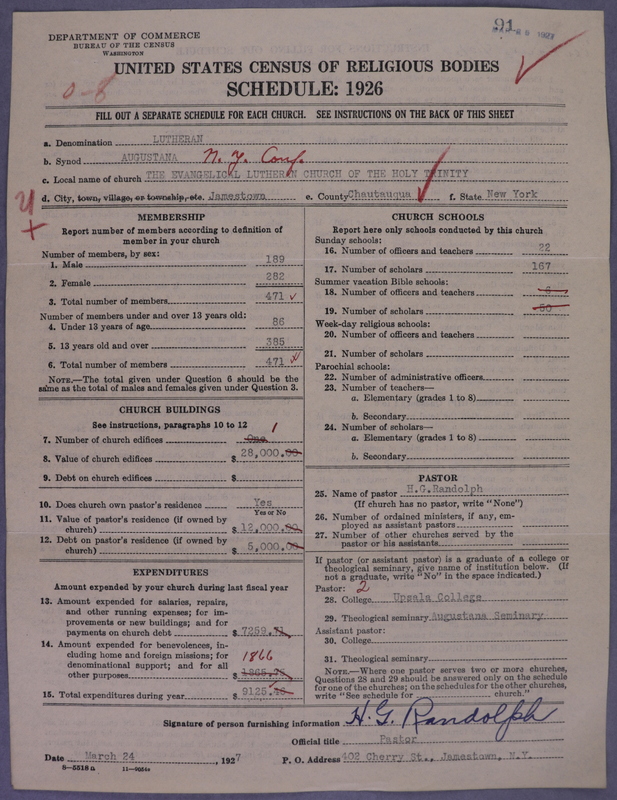 91
DEPARTMENT OF COMMERCE
BUREAU OF THE CENSUS
WASHINGTON
UNITED STATES CENSUS OF RELIGIOUS BODIES
SCHEDULE: 1926
FILL OUT A SEPARATE SCHEDULE FOR EACH CHURCH. SEE INSTRUCTIONS ON THE BACK OF THIS SHEET
a. Denomination LUTHERAN
b. Synod AUGUSTANA N. Y. Conf.
c. Local name of church THE EVANGELICAL LUTHERAN CHURCH OF THE HOLY TRINITY
d. City, town, village, or township, etc. Jamestown e. County Chautauqua f. State New York
MEMBERSHIP
Report number of members according to definition of
member in your church
Number of members, by sex:
1. Male 189
2. Female 282
3. Total number of members 471
Number of members under and over 13 years old:
4. Under 13 years of age 86
5. 13 years old and over 385
6. Total number of members 471
NOTE.—The total given under Question 6 should be the
same as the total of males and females given under Question 3.
CHURCH BUILDINGS
See instructions, paragraphs 10 to 12
7. Number of church edifices One 1
8. Value of church edifices $ 28,000.00
9. Debt on church edifices $
10. Does church own pastor's residence Yes
Yes or No
11. Value of pastor's residence (if owned by
church) $ 12,000.00
12. Debt on pastor's residence (if owned by
church) $ 5,000.00
EXPENDITURES
Amount expended by your church during last fiscal year
13. Amount expended for salaries, repairs,
and other running expenses; for im-
provements or new buildings; and for
payments on church debt $ 7259.
14. Amount expended for benevolences, in-
cluding home and foreign missions; for
denominational support; and for all
other purposes 1866
$ 1865.
15. Total expenditures during year $ 9125.
CHURCH SCHOOLS
Report here only schools conducted by this church
Sunday schools:
16. Number of officers and teachers 22
17. Number of scholars 167
Summer vacation Bible schools:
18. Number of officers and teachers
19. Number of scholars 50
Week-day religious schools:
20. Number of officers and teachers
21. Number of scholars
Parochial schools:
22. Number of administrative officers
23. Number of teachers—
a. Elementary (grades 1 to 8)
b. Secondary
24. Number of scholars—
a. Elementary (grades 1 to 8)
b. Secondary
PASTOR
25. Name of pastor H.G.Randolph
(If church has no pastor, write "None")
26. Number of ordained ministers, if any, em-
ployed as assistant pastors
27. Number of other churches served by the
pastor or his assistants
If pastor (or assistant pastor) is a graduate of a college or
theological seminary, give name of institution below. (If
not a graduate, write "No" in the space indicated.)
Pastor: 2
28. College Upsala College
29. Theological seminary Augustana Seminary
Assistant pastor:
30. College
31. Theological seminary
NOTE.—Where one pastor serves two or more churches,
Questions 28 and 29 should be answered only on the schedule
for one of the churches; on the schedules for the other churches,
write "See schedule for church."
Signature of person furnishing information H. G. Randolph
Official title Pastor
Date March 24, 1927 P. O. Address 402 Cherry St., Jamestown, N.Y.
8—5518 a 11—9054